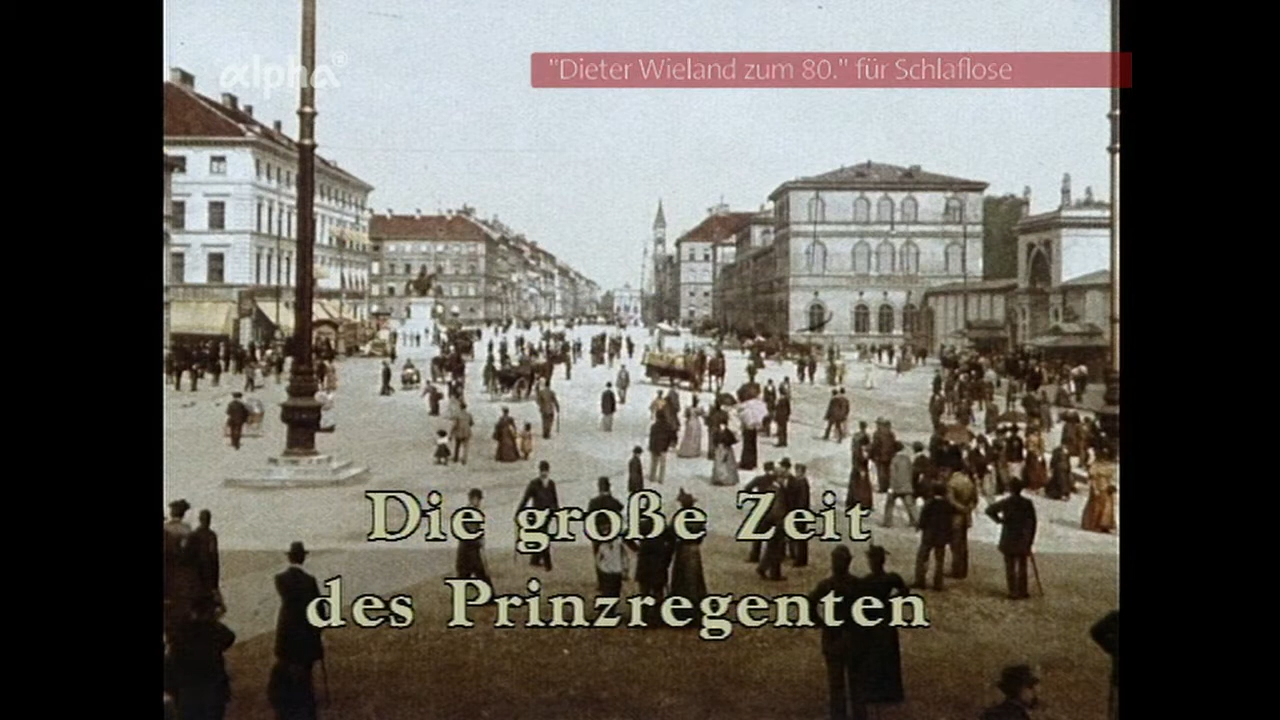 alpha®
"Dieter Wieland zum 80." für Schlaflose
Die große Zeit
des Prinzregenten